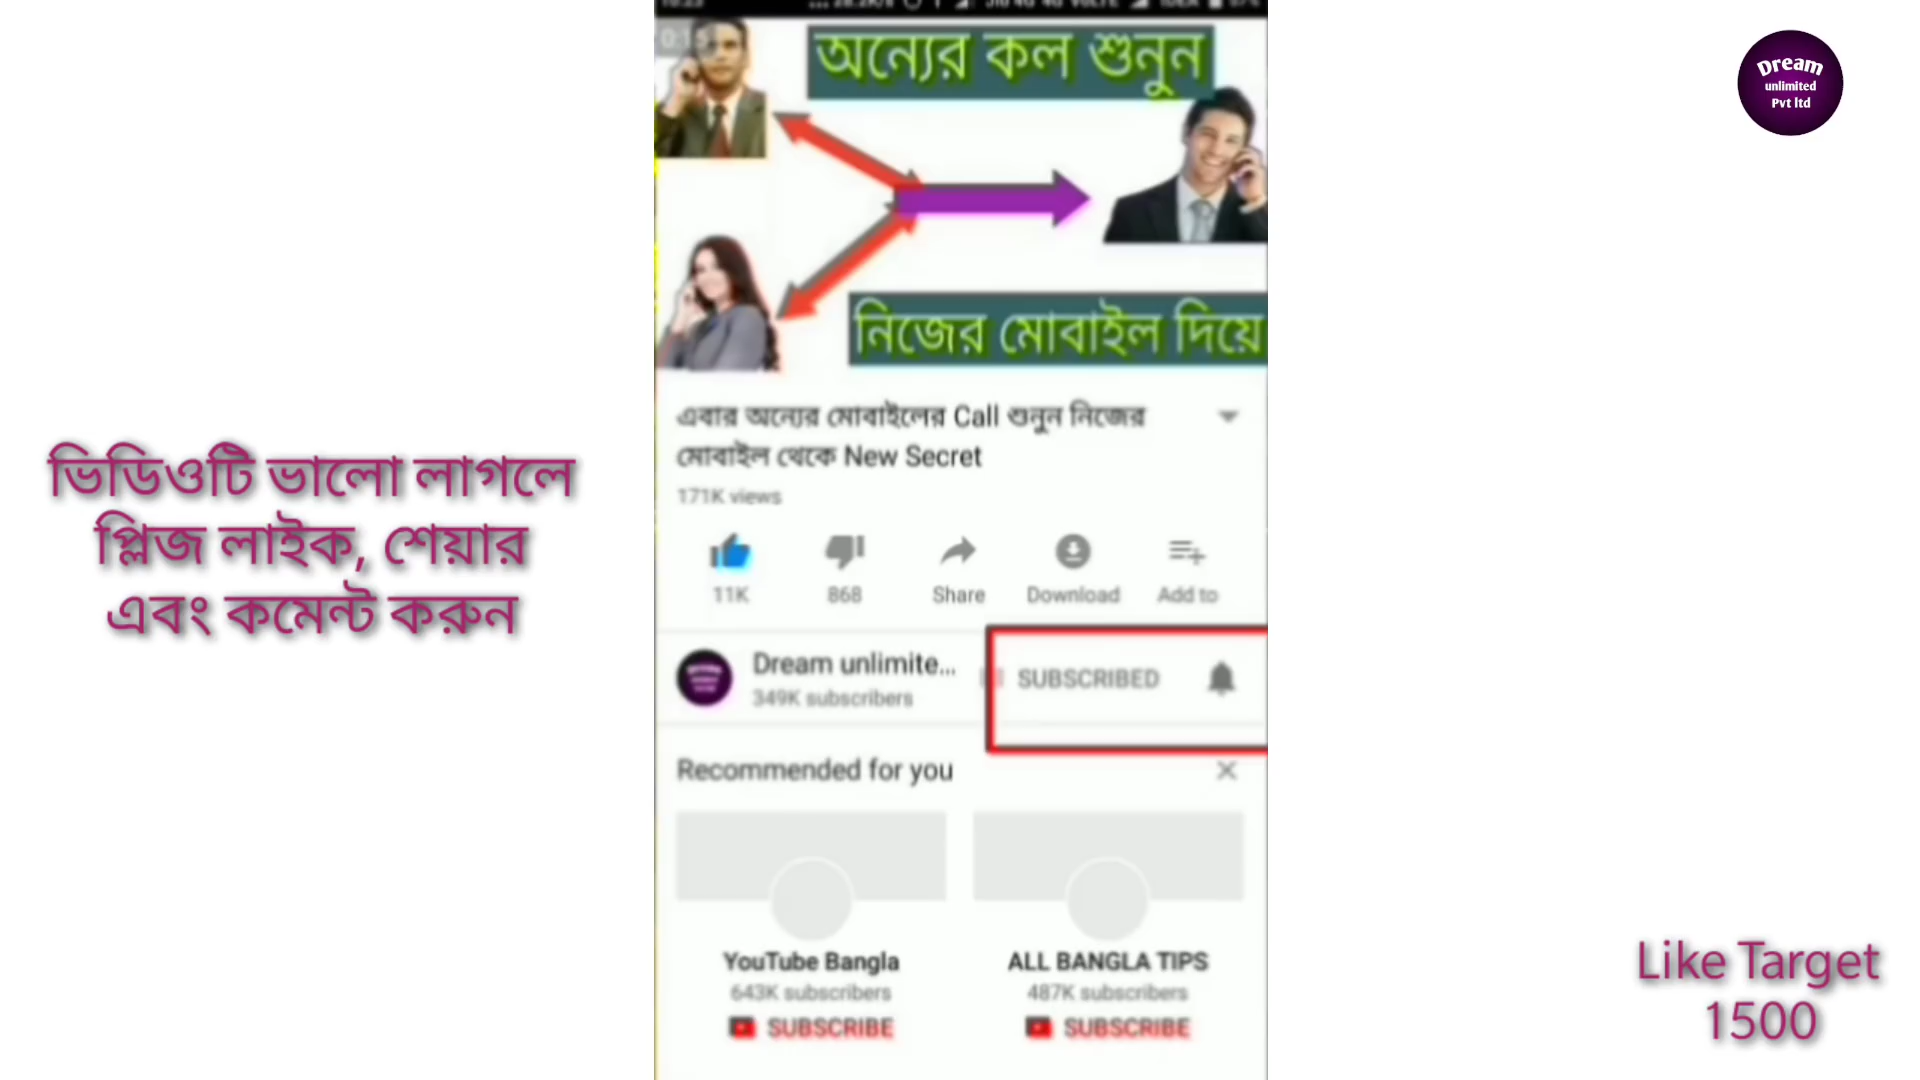 অন্যের কল শুনুন
নিজের মোবাইল দিয়ে
এবার অন্যের মোবাইলের Call শুনুন নিজের
মোবাইল থেকে New Secret
171K views
11K
868
Share
Download
Add to
Dream unlimite...
349K subscribers
SUBSCRIBED
Recommended for you
YouTube Bangla
643K subscribers
SUBSCRIBE
ALL BANGLA TIPS
487K subscribers
SUBSCRIBE
ভিডিওটি ভালো লাগলে
প্লিজ লাইক, শেয়ার
এবং কমেন্ট করুন
Dream
unlimited
Pvt ltd
Like Target
1500